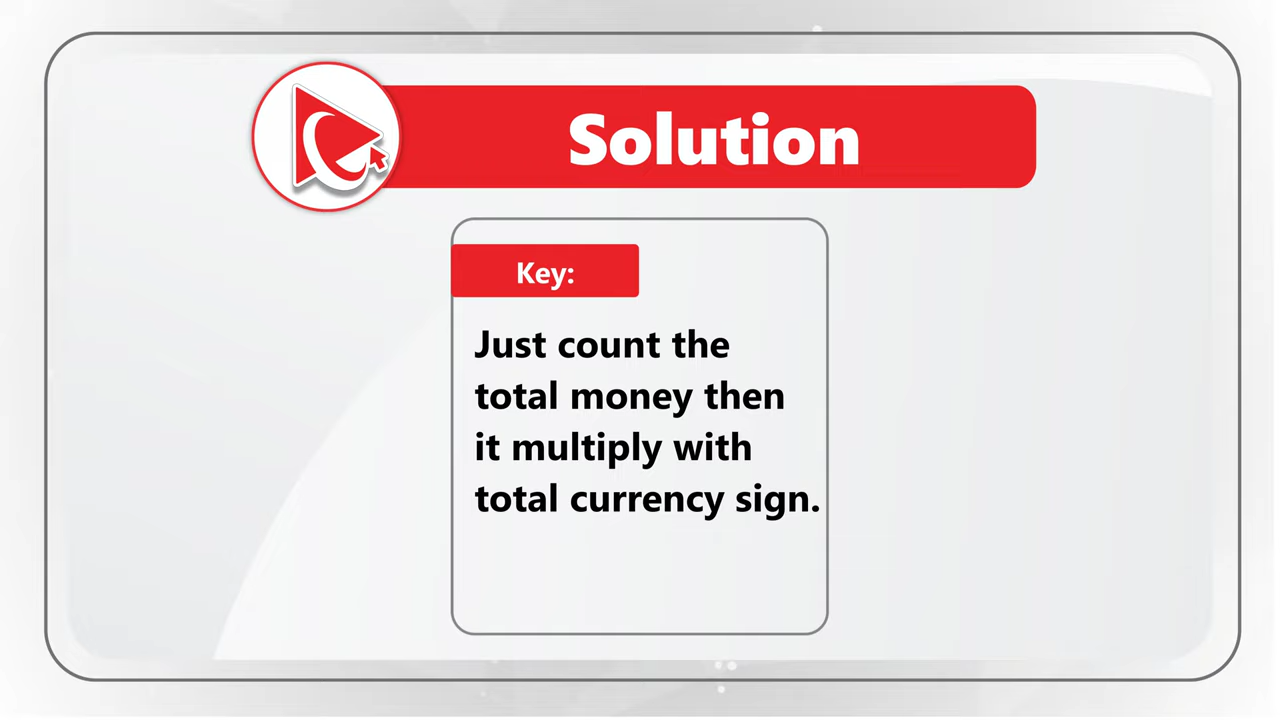 Solution
Key:
Just count the
total money then
it multiply with
total currency sign.